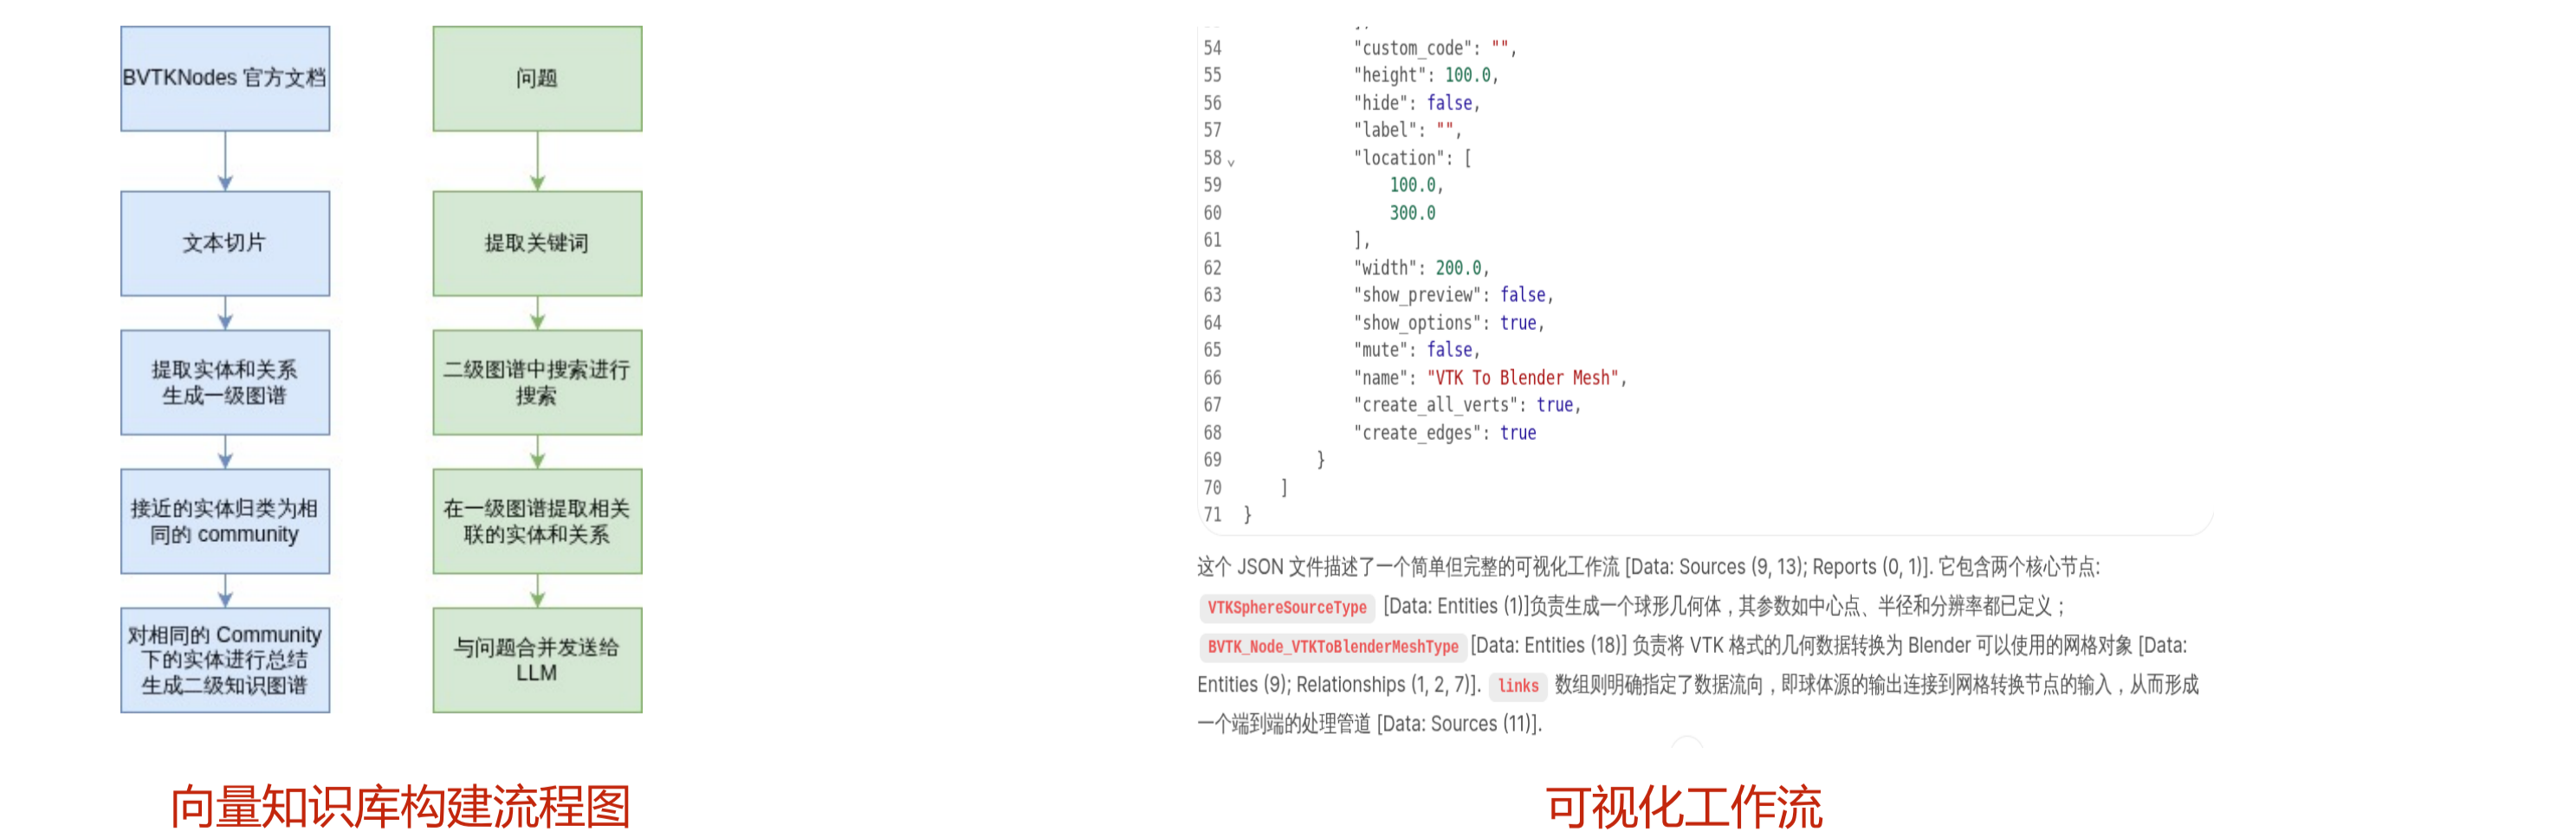 BVTKNodes 官方文档
文本切片
提取实体和关系
生成一级图谱
接近的实体归类为相
同的 community
对相同的 Community
下的实体进行总结
生成二级知识图谱
问题
提取关键词
二级图谱中搜索进行
搜索
在一级图谱提取相关
联的实体和关系
与问题合并发送给
LLM
向量知识库构建流程图
54 "custom_code": "",
55 "height": 100.0,
56 "hide": false,
57 "label": "",
58 "location": [
59 100.0,
60 300.0
61 ],
62 "width": 200.0,
63 "show_preview": false,
64 "show_options": true,
65 "mute": false,
66 "name": "VTK To Blender Mesh",
67 "create_all_verts": true,
68 "create_edges": true
69 }
70 ]
71 }
这个 JSON 文件描述了一个简单但完整的可视化工作流 [Data: Sources (9, 13); Reports (0, 1)]. 它包含两个核心节点:
VTKSphereSourceType [Data: Entities (1)]负责生成一个球形几何体，其参数如中心点、半径和分辨率都已定义；
BVTK_Node_VTKToBlenderMeshType [Data: Entities (18)] 负责将 VTK 格式的几何数据转换为 Blender 可以使用的网格对象 [Data:
Entities (9); Relationships (1, 2, 7)]. links 数组则明确指定了数据流向，即球体源的输出连接到网格转换节点的输入，从而形成
一个端到端的处理管道 [Data: Sources (11)].
可视化工作流